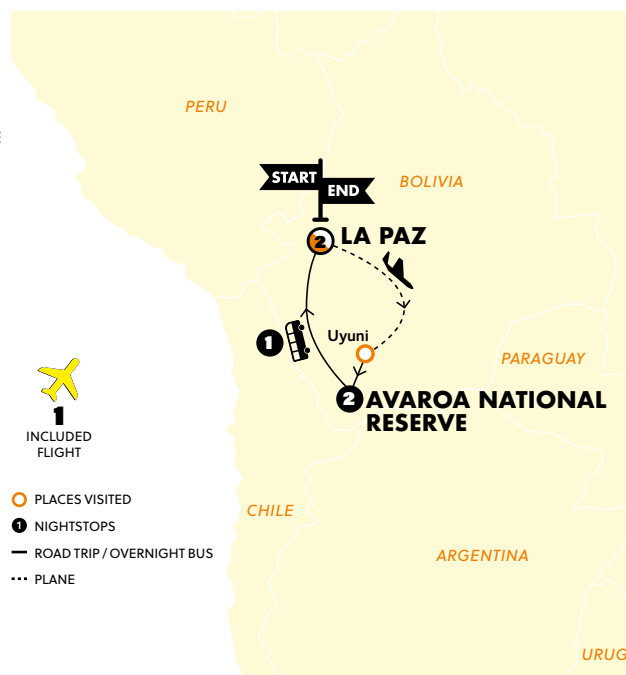 PERU
START
END
BOLIVIA
2
LA PAZ
1
Uyuni
PARAGUAY
2
AVAROA NATIONAL
RESERVE
1
INCLUDED
FLIGHT
PLACES VISITED
1
NIGHTSTOPS
ROAD TRIP / OVERNIGHT BUS
PLANE
CHILE
ARGENTINA
URUG